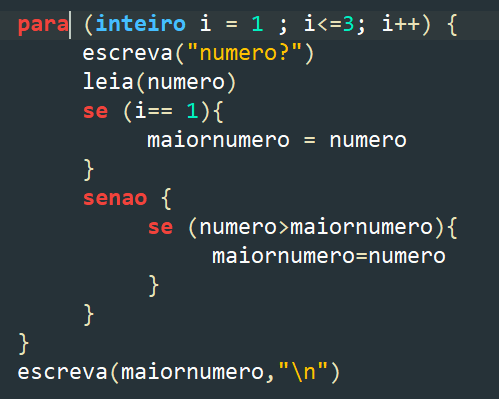 para (inteiro i = 1 ; i<=3; i++) {
escreva("numero?")
leia(numero)
se (i== 1){
maiornumero = numero
}
senao {
se (numero>maiornumero){
maiornumero=numero
}
}
}
escreva(maiornumero,"\n")